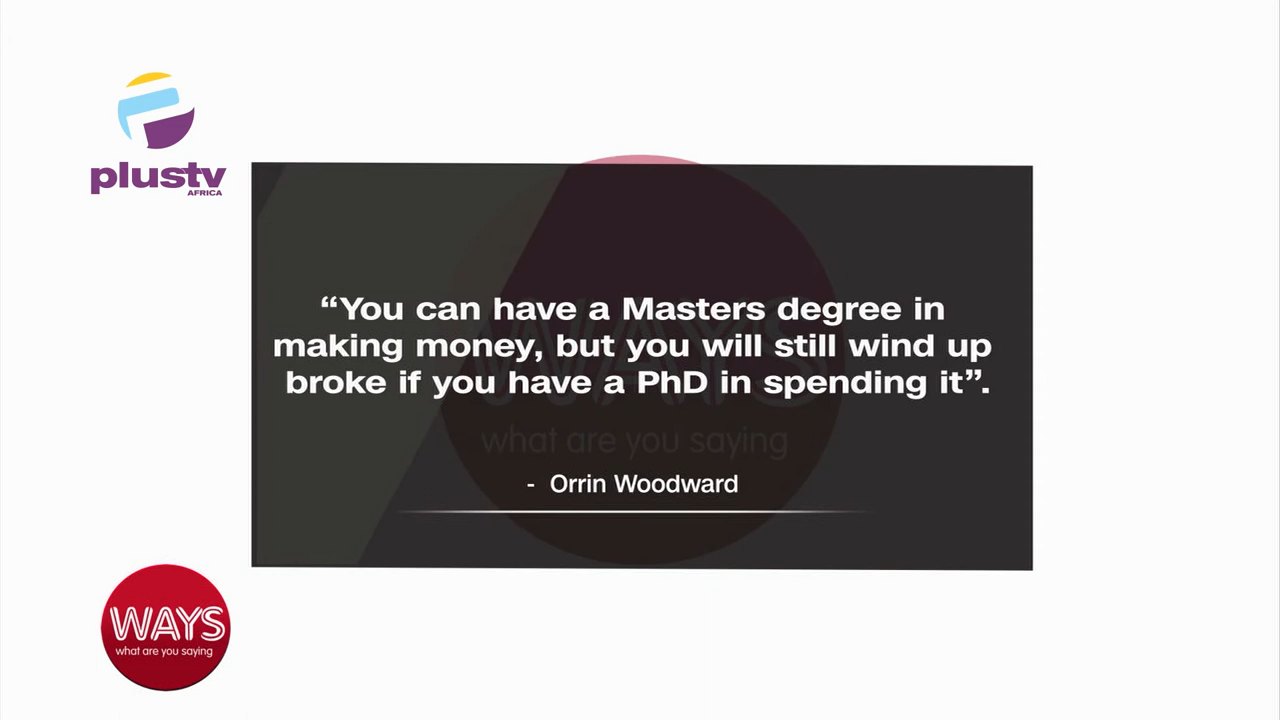 plustv
AFRICA
“You can have a Masters degree in
making money, but you will still wind up
broke if you have a PhD in spending it”.
WAYS
what are you saying
- Orrin Woodward
WAYS
what are you saying